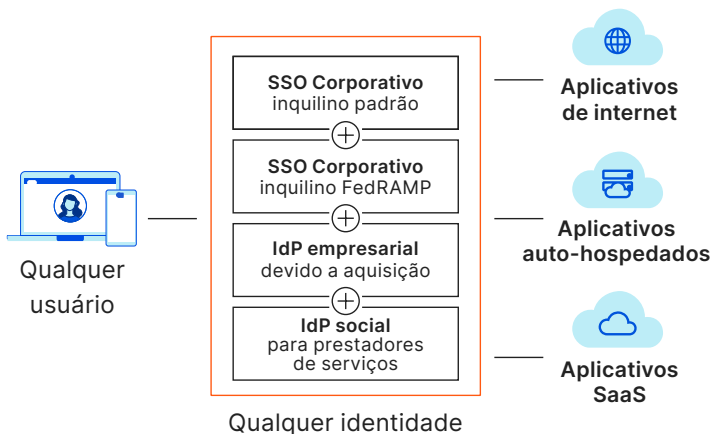 Qualquer
usuário
SSO Corporativo
inquilino padrão
SSO Corporativo
inquilino FedRAMP
IdP empresarial
devido a aquisição
IdP social
para prestadores
de serviços
Qualquer identidade
Aplicativos
de internet
Aplicativos
auto-hospedados
Aplicativos
SaaS